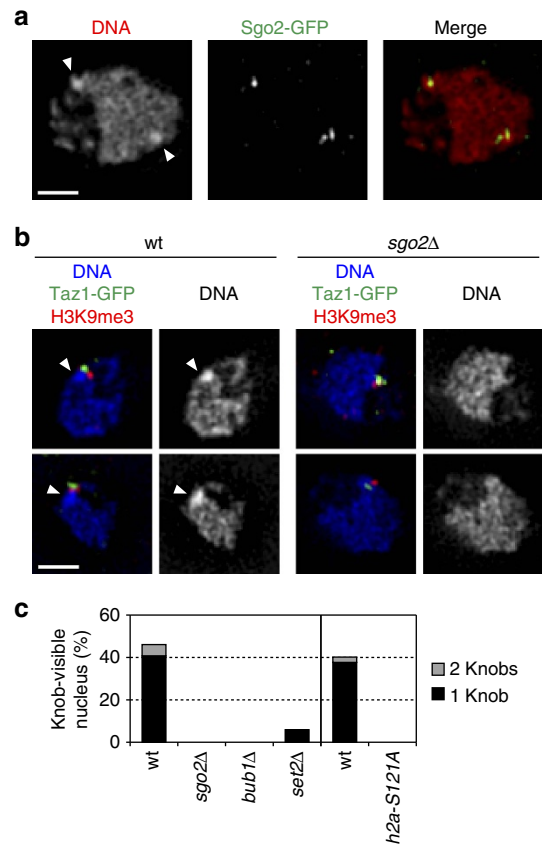 a
DNA
Sgo2-GFP
Merge
b
wt
sgo2Δ
DNA
Taz1-GFP
H3K9me3
DNA
DNA
Taz1-GFP
H3K9me3
DNA
c
Knob-visible
nucleus (%)
60
40
20
0
wt
sgo2Δ
bub1Δ
set2Δ
wt
h2a-S121A
2 Knobs
1 Knob